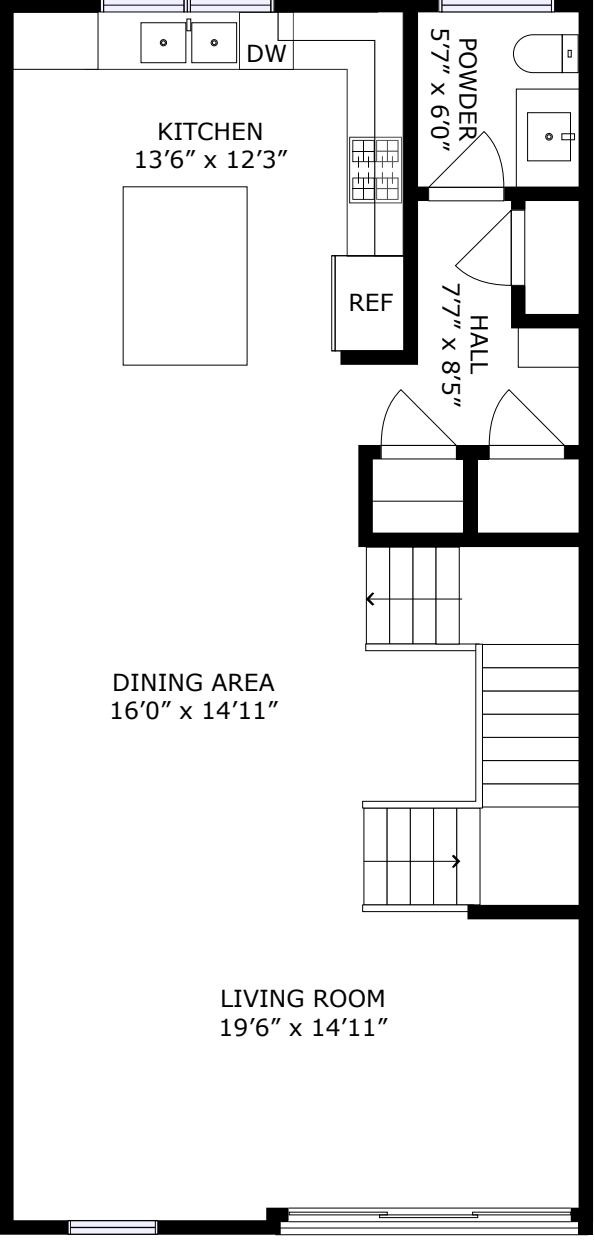 DW
KITCHEN
13'6" x 12'3"
POWDER
5'7" x 6'0"
REF
HALL
7'7" x 8'5"
DINING AREA
16'0" x 14'11"
LIVING ROOM
19'6" x 14'11"